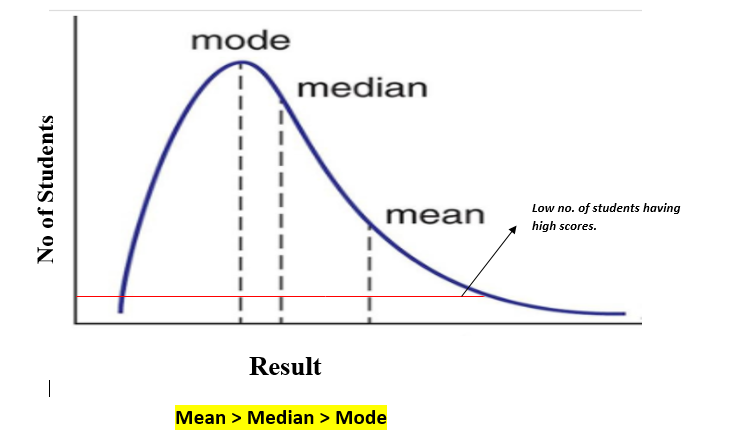 mode
median
No of Students
mean
Low no. of students having
high scores.
Result
Mean > Median > Mode